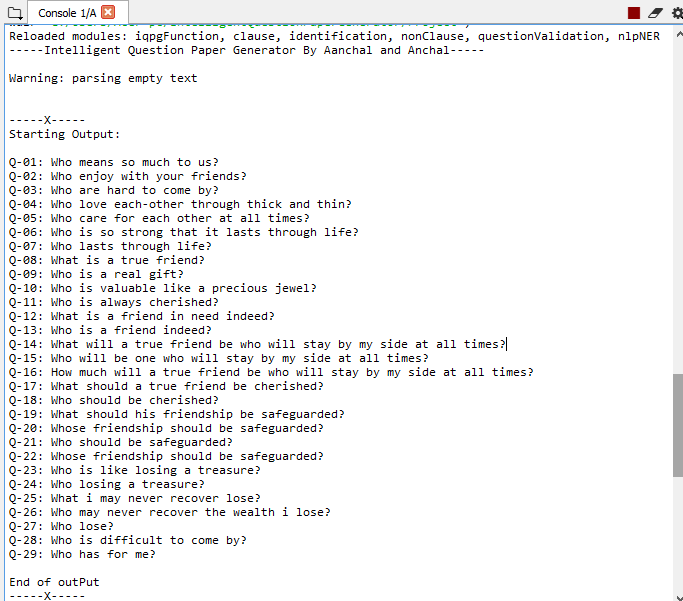 Console 1/A
Reloaded modules: iqpgFunction, clause, identification, nonClause, questionValidation, nlpNER
-----Intelligent Question Paper Generator By Aanchal and Anchal-----
Warning: parsing empty text
-----X-----
Starting Output:
Q-01: Who means so much to us?
Q-02: Who enjoy with your friends?
Q-03: Who are hard to come by?
Q-04: Who love each-other through thick and thin?
Q-05: Who care for each other at all times?
Q-06: Who is so strong that it lasts through life?
Q-07: Who lasts through life?
Q-08: What is a true friend?
Q-09: Who is a real gift?
Q-10: Who is valuable like a precious jewel?
Q-11: Who is always cherished?
Q-12: What is a friend in need indeed?
Q-13: Who is a friend indeed?
Q-14: What will a true friend be who will stay by my side at all times?
Q-15: Who will be one who will stay by my side at all times?
Q-16: How much will a true friend be who will stay by my side at all times?
Q-17: What should a true friend be cherished?
Q-18: Who should be cherished?
Q-19: What should his friendship be safeguarded?
Q-20: Whose friendship should be safeguarded?
Q-21: Who should be safeguarded?
Q-22: Whose friendship should be safeguarded?
Q-23: Who is like losing a treasure?
Q-24: Who losing a treasure?
Q-25: What i may never recover lose?
Q-26: Who may never recover the wealth i lose?
Q-27: Who lose?
Q-28: Who is difficult to come by?
Q-29: Who has for me?
End of outPut
-----X-----